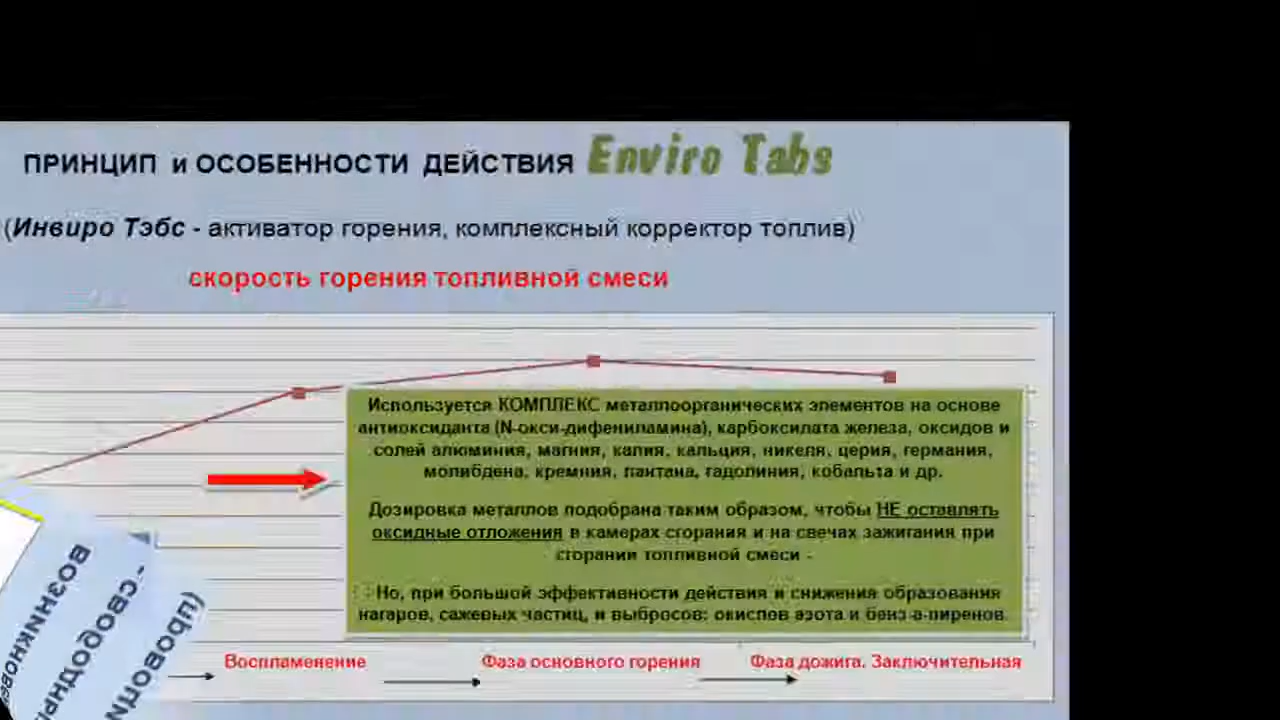 ПРИНЦИП и ОСОБЕННОСТИ ДЕЙСТВИЯ Enviro Tabs
(Инвиро Тэбс - активатор горения, комплексный корректор топлив)
скорость горения топливной смеси
Используется КОМПЛЕКС металлоорганических элементов на основе
антиоксиданта (N-окси-дифениламина), карбоксилата железа, оксидов и
солей алюминия, магния, калия, кальция, никеля, церия, германия,
молибдена, кремния, лантана, гадолиния, кобальта и др.
Дозировка металлов подобрана таким образом, чтобы НЕ оставлять
оксидные отложения в камерах сгорания и на свечах зажигания при
сгорании топливной смеси -
Но, при большой эффективности действия и снижения образования
нагаров, сажевых частиц, и выбросов: окислов азота и бенз-а-пиренов.
Воспламенение
Фаза основного горения
Фаза дожига. Заключительная